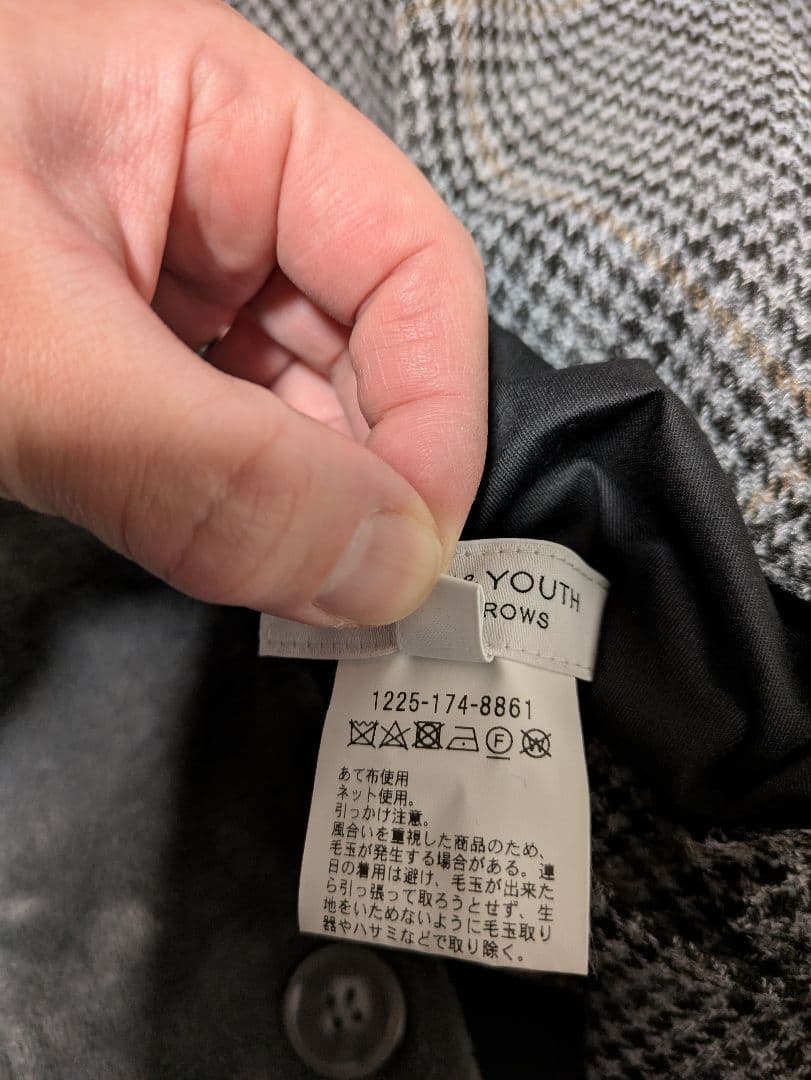 & YOUTH
ROWS
1225-174-8861
F W
あて布使用
ネット使用。
引っかけ注意。
風合いを重視した商品のため、
毛玉が発生する場合がある。連
日の着用は避け、毛玉が出来た
ら引っ張って取ろうとせず、生
地をいためないように毛玉取り
器やハサミなどで取り除く。